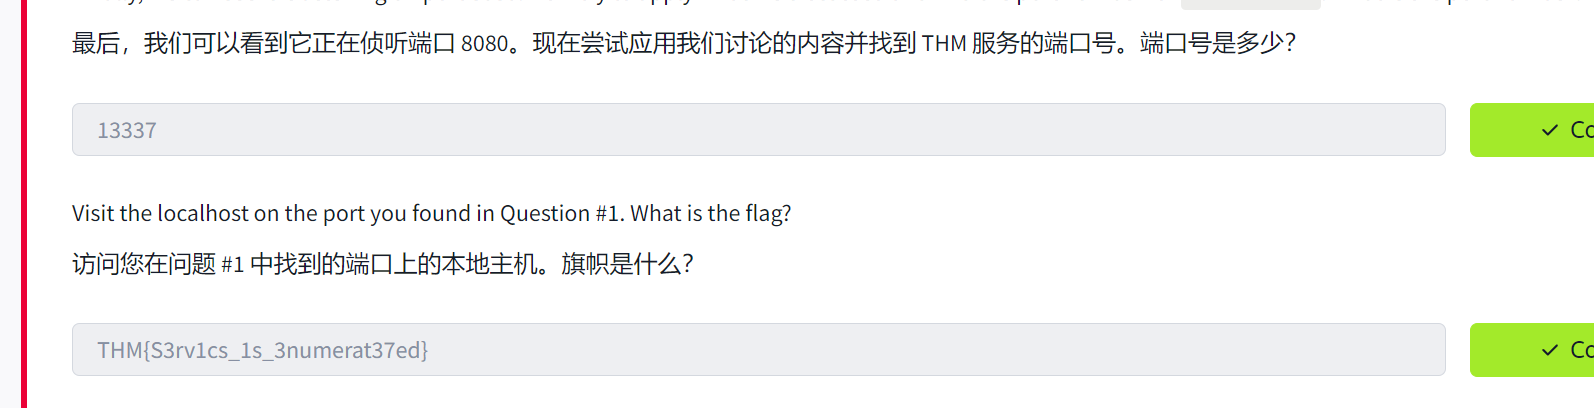 最后，我们可以看到它正在侦听端口 8080。现在尝试应用我们讨论的内容并找到 THM 服务的端口号。端口号是多少？
13337
✓ Co
Visit the localhost on the port you found in Question #1. What is the flag?
访问您在问题 #1 中找到的端口上的本地主机。旗帜是什么？
THM{S3rv1cs_1s_3numerat37ed}
✓ Co